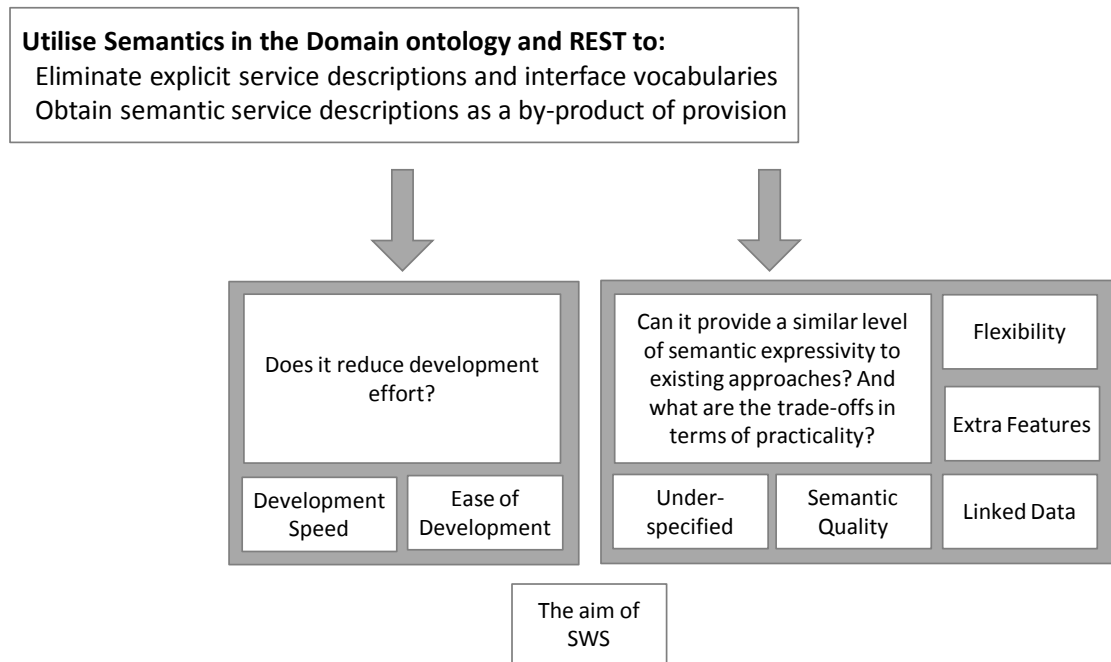 Utilise Semantics in the Domain ontology and REST to:
Eliminate explicit service descriptions and interface vocabularies
Obtain semantic service descriptions as a by-product of provision
Does it reduce development
effort?
Development
Speed
Ease of
Development
Can it provide a similar level
of semantic expressivity to
existing approaches? And
what are the trade-offs in
terms of practicality?
Flexibility
Extra Features
Under-
specified
Semantic
Quality
Linked Data
The aim of
SWS